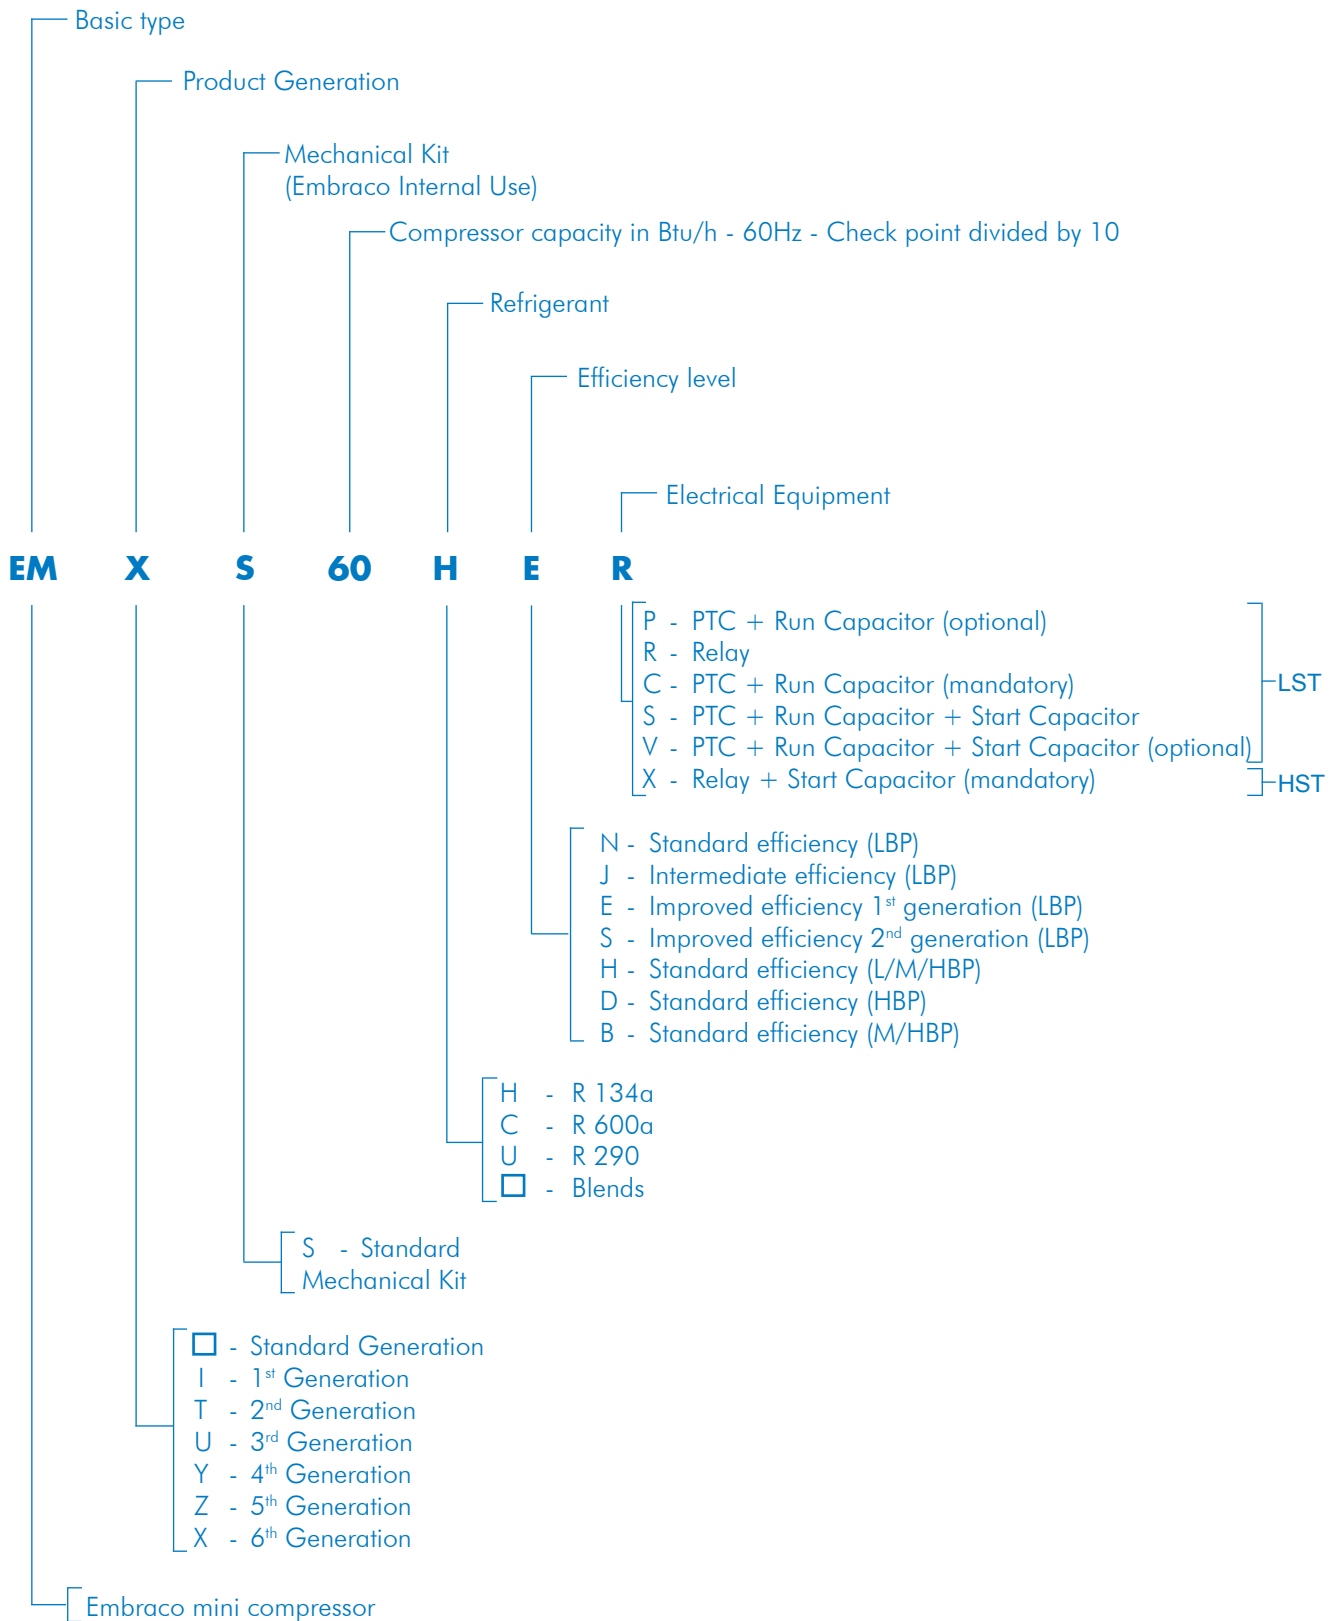 Basic type
Product Generation
Mechanical Kit
(Embraco Internal Use)
Compressor capacity in Btu/h - 60Hz - Check point divided by 10
Refrigerant
Efficiency level
Electrical Equipment
EM X S 60 H E R
P - PTC + Run Capacitor (optional)
R - Relay
C - PTC + Run Capacitor (mandatory)
S - PTC + Run Capacitor + Start Capacitor
V - PTC + Run Capacitor + Start Capacitor (optional)
LST
X - Relay + Start Capacitor (mandatory)
HST
N - Standard efficiency (LBP)
J - Intermediate efficiency (LBP)
E - Improved efficiency 1st generation (LBP)
S - Improved efficiency 2nd generation (LBP)
H - Standard efficiency (L/M/HBP)
D - Standard efficiency (HBP)
B - Standard efficiency (M/HBP)
H - R 134a
C - R 600a
U - R 290
□ - Blends
S - Standard
Mechanical Kit
□ - Standard Generation
I - 1st Generation
T - 2nd Generation
U - 3rd Generation
Y - 4th Generation
Z - 5th Generation
X - 6th Generation
Embraco mini compressor